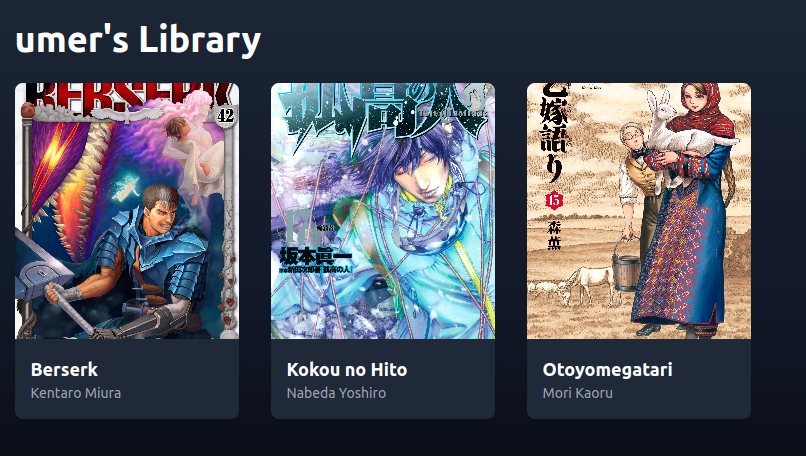 umer's Library
BERSERK
42
孤高の人
坂本眞一
乙嫁語り
15
森薫
Berserk
Kentaro Miura
Kokou no Hito
Nabeda Yoshiro
Otoyomegatari
Mori Kaoru